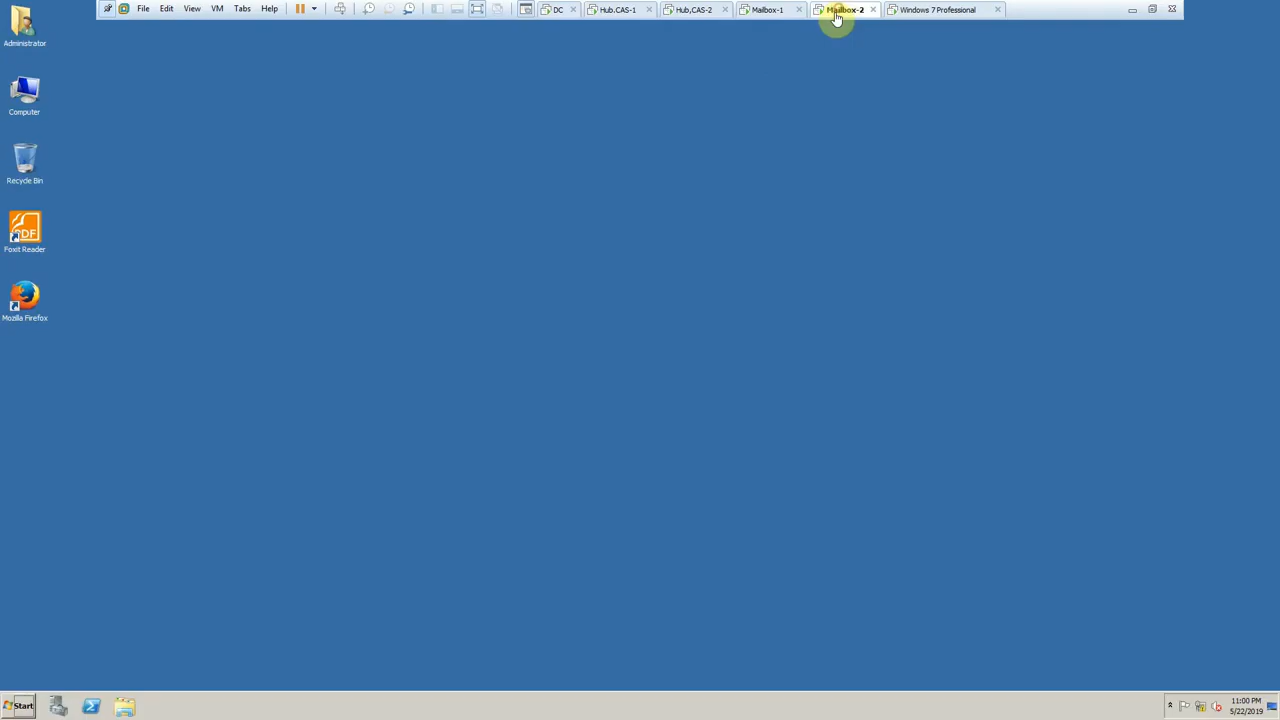 File Edit View VM Tabs Help
DC
Hub.CAS-1
Hub,CAS-2
Mailbox-1
Mailbox-2
Windows 7 Professional
Administrator
Computer
Recycle Bin
PDF
Foxit Reader
Mozilla Firefox
Start
11:00 PM
5/22/2019